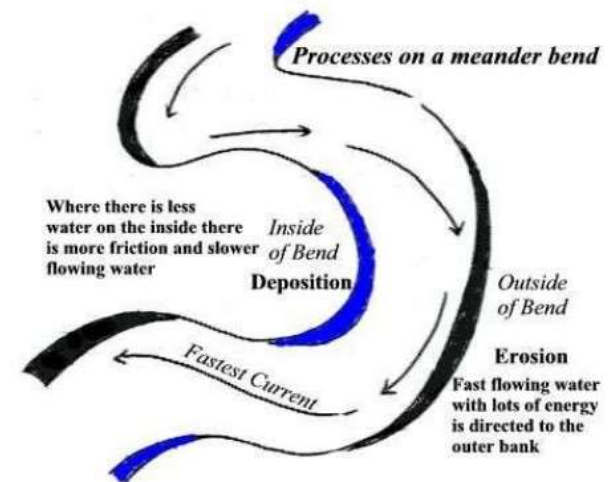 Processes on a meander bend
Where there is less
water on the inside there
is more friction and slower
flowing water
Inside
of Bend
Deposition
Outside
of Bend
Erosion
Fast flowing water
with lots of energy
is directed to the
outer bank
Fastest Current